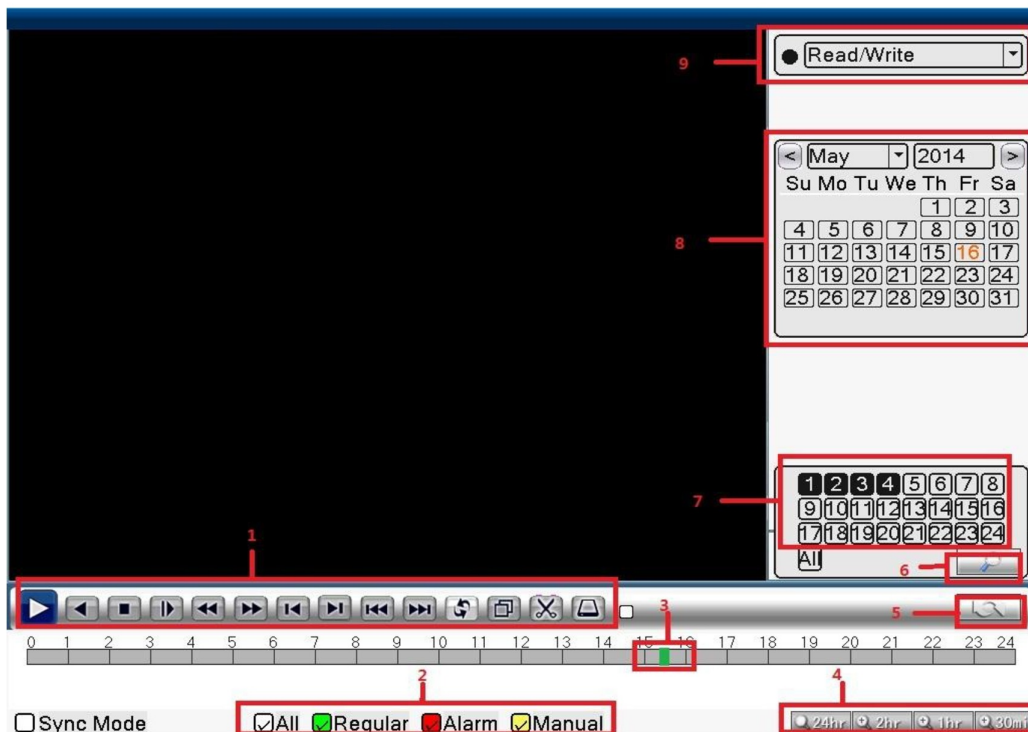 9
Read/Write
May 2014
Su Mo Tu We Th Fr Sa
1 2 3
4 5 6 7 8 9 10
8
11 12 13 14 15 16 17
18 19 20 21 22 23 24
25 26 27 28 29 30 31
1 2 3 4 5 6 7 8
7
9 10 11 12 13 14 15 16
17 18 19 20 21 22 23 24
All
1
6
3
5
0 1 2 3 4 5 6 7 8 9 10 11 12 13 14 15 16 17 18 19 20 21 22 23 24
2
4
Sync Mode All Regular Alarm Manual
24hr 2hr 1hr 30mi